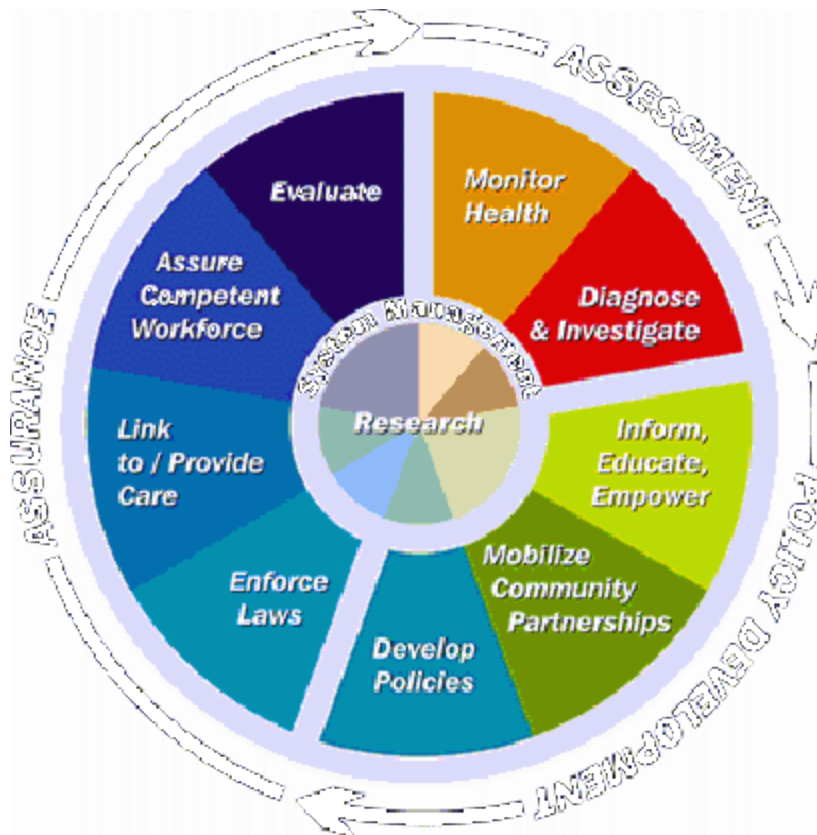 ASSESSMENT
Monitor
Health
Diagnose
& Investigate
POLICY DEVELOPMENT
Inform,
Educate,
Empower
Mobilize
Community
Partnerships
Develop
Policies
ASSURANCE
Enforce
Laws
Link
to / Provide
Care
Assure
Competent
Workforce
Evaluate
System Management
Research